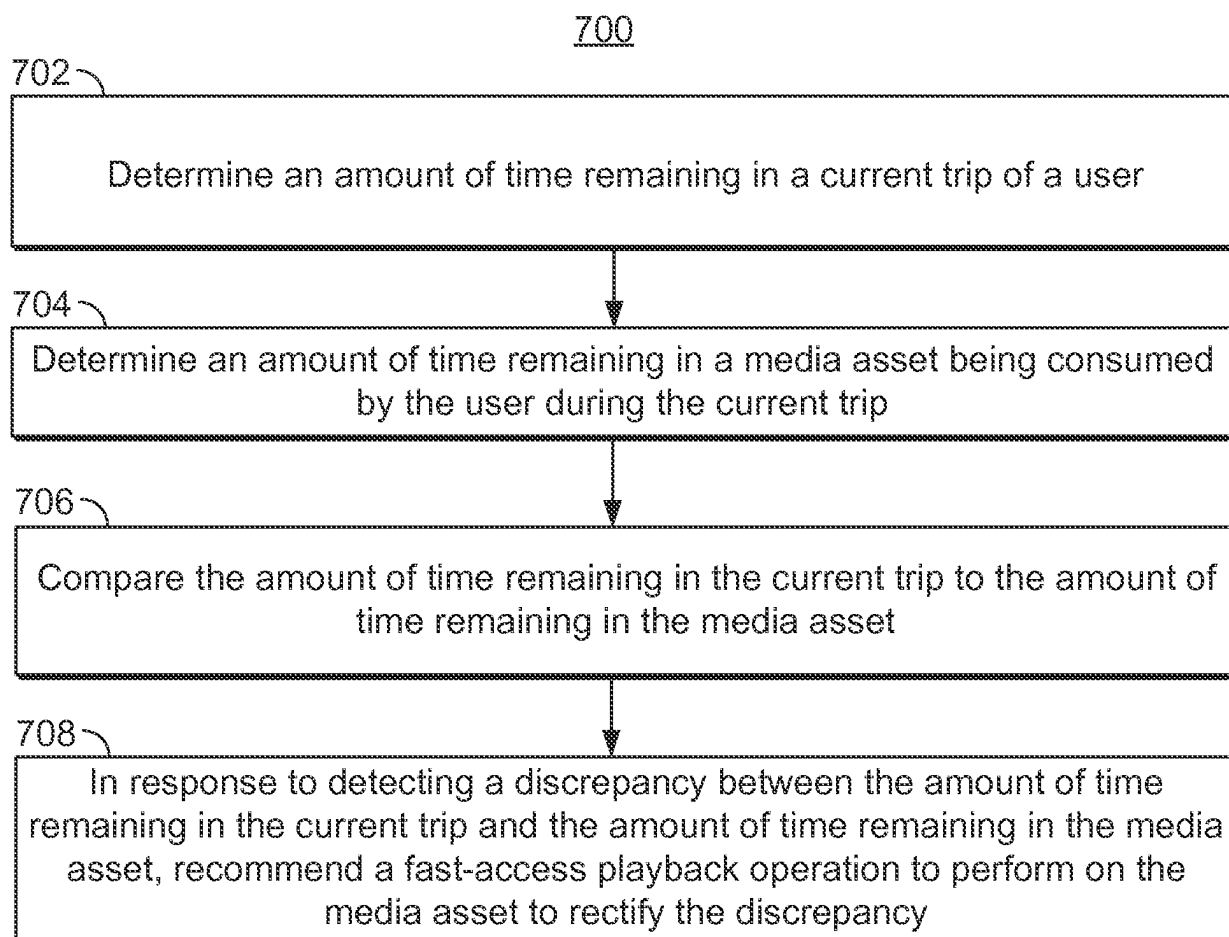 700
702
Determine an amount of time remaining in a current trip of a user
704
Determine an amount of time remaining in a media asset being consumed
by the user during the current trip
706
Compare the amount of time remaining in the current trip to the amount of
time remaining in the media asset
708
In response to detecting a discrepancy between the amount of time
remaining in the current trip and the amount of time remaining in the media
asset, recommend a fast-access playback operation to perform on the
media asset to rectify the discrepancy